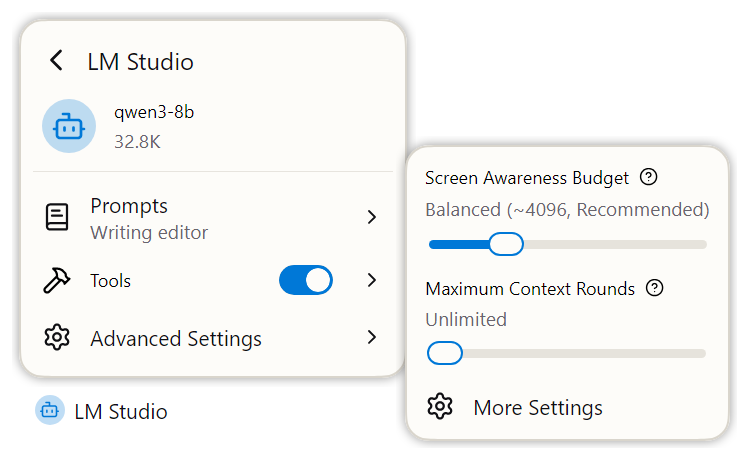 LM Studio
qwen3-8b
32.8K
Prompts
Writing editor
Tools
Advanced Settings
LM Studio
Screen Awareness Budget
Balanced (~4096, Recommended)
Maximum Context Rounds
Unlimited
More Settings